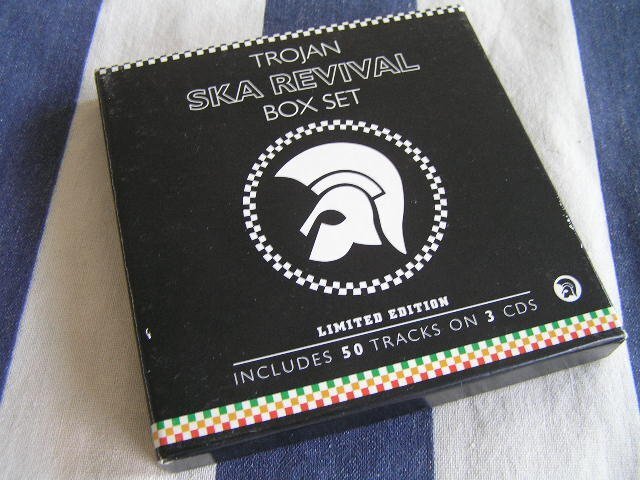 TROJAN
SKA REVIVAL
BOX SET
LIMITED EDITION
INCLUDES 50 TRACKS ON 3 CDS